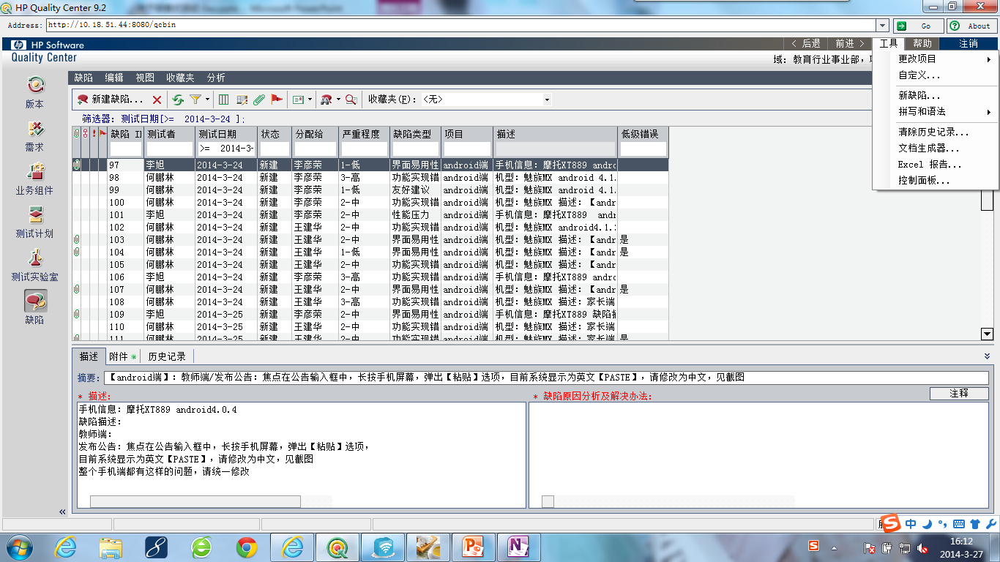 HP Quality Center 9.2
Address: http://10.18.51.44:8080/qcbin Go About
HP Software 后退 前进 工具 帮助 注销
Quality Center
域: 教育行业事业部,
更改项目
自定义...
新缺陷...
拼写和语法
清除历史记录...
文档生成器...
Excel 报告...
控制面板...
版本
需求
业务组件
测试计划
测试实验室
缺陷
缺陷 编辑 视图 收藏夹 分析
新建缺陷... 收藏夹(F): <无>
筛选器: 测试日期[>= 2014-3-24 ];
缺陷 II 测试者 测试日期 状态 分配给 严重程度 缺陷类型 项目 描述 低级错误
>= 2014-3-
97 李旭 2014-3-24 新建 李彦荣 1-低 界面易用性 android端 手机信息: 摩托XT889 andro
98 何鹏林 2014-3-24 新建 李彦荣 3-高 功能实现错 android端 机型: 魅族MX android 4.1.
99 何鹏林 2014-3-24 新建 李彦荣 1-低 友好建议 android端 机型: 魅族MX android 4.1.
100 何鹏林 2014-3-24 新建 李彦荣 2-中 功能实现错 android端 机型: 魅族MX 描述:【andr
101 李旭 2014-3-24 新建 李彦荣 2-中 性能压力 android端 手机信息: 摩托XT889 andr
102 何鹏林 2014-3-24 新建 王建华 2-中 功能实现错 android端 机型: 魅族MX android4.1.
103 何鹏林 2014-3-24 新建 王建华 2-中 界面易用性 android端 机型: 魅族MX 描述:【andr 是
104 何鹏林 2014-3-24 新建 王建华 1-低 界面易用性 android端 机型: 魅族MX 描述:【andr 是
105 何鹏林 2014-3-24 新建 王建华 2-中 功能实现错 android端 机型: 魅族MX 描述:【andr
106 李旭 2014-3-24 新建 李彦荣 3-高 功能实现错 android端 手机信息: 摩托XT889 andro
107 何鹏林 2014-3-24 新建 王建华 2-中 界面易用性 android端 机型: 魅族MX 描述:【andr 是
108 何鹏林 2014-3-24 新建 王建华 3-高 功能实现错 android端 机型: 魅族MX 描述: 家长端
109 李旭 2014-3-25 新建 王建华 2-中 界面易用性 android端 手机信息: 摩托XT889 缺陷描
110 何鹏林 2014-3-25 新建 王建华 2-中 功能实现错 android端 机型: 魅族MX 描述: 家长端
111 何鹏林 2014-3-25 新建 王建华 2-中 功能实现错 android端 机型: 魅族MX 描述: 家长端 是
描述 附件 * 历史记录
摘要: 【android端】: 教师端/发布公告: 焦点在公告输入框中, 长按手机屏幕, 弹出【粘贴】选项, 目前系统显示为英文【PASTE】, 请修改为中文, 见截图
* 描述: * 缺陷原因分析及解决办法: 注释
手机信息: 摩托XT889 android4.0.4
缺陷描述:
教师端:
发布公告: 焦点在公告输入框中, 长按手机屏幕, 弹出【粘贴】选项,
目前系统显示为英文【PASTE】, 请修改为中文, 见截图
整个手机端都有这样的问题, 请统一修改
中
16:12
2014-3-27